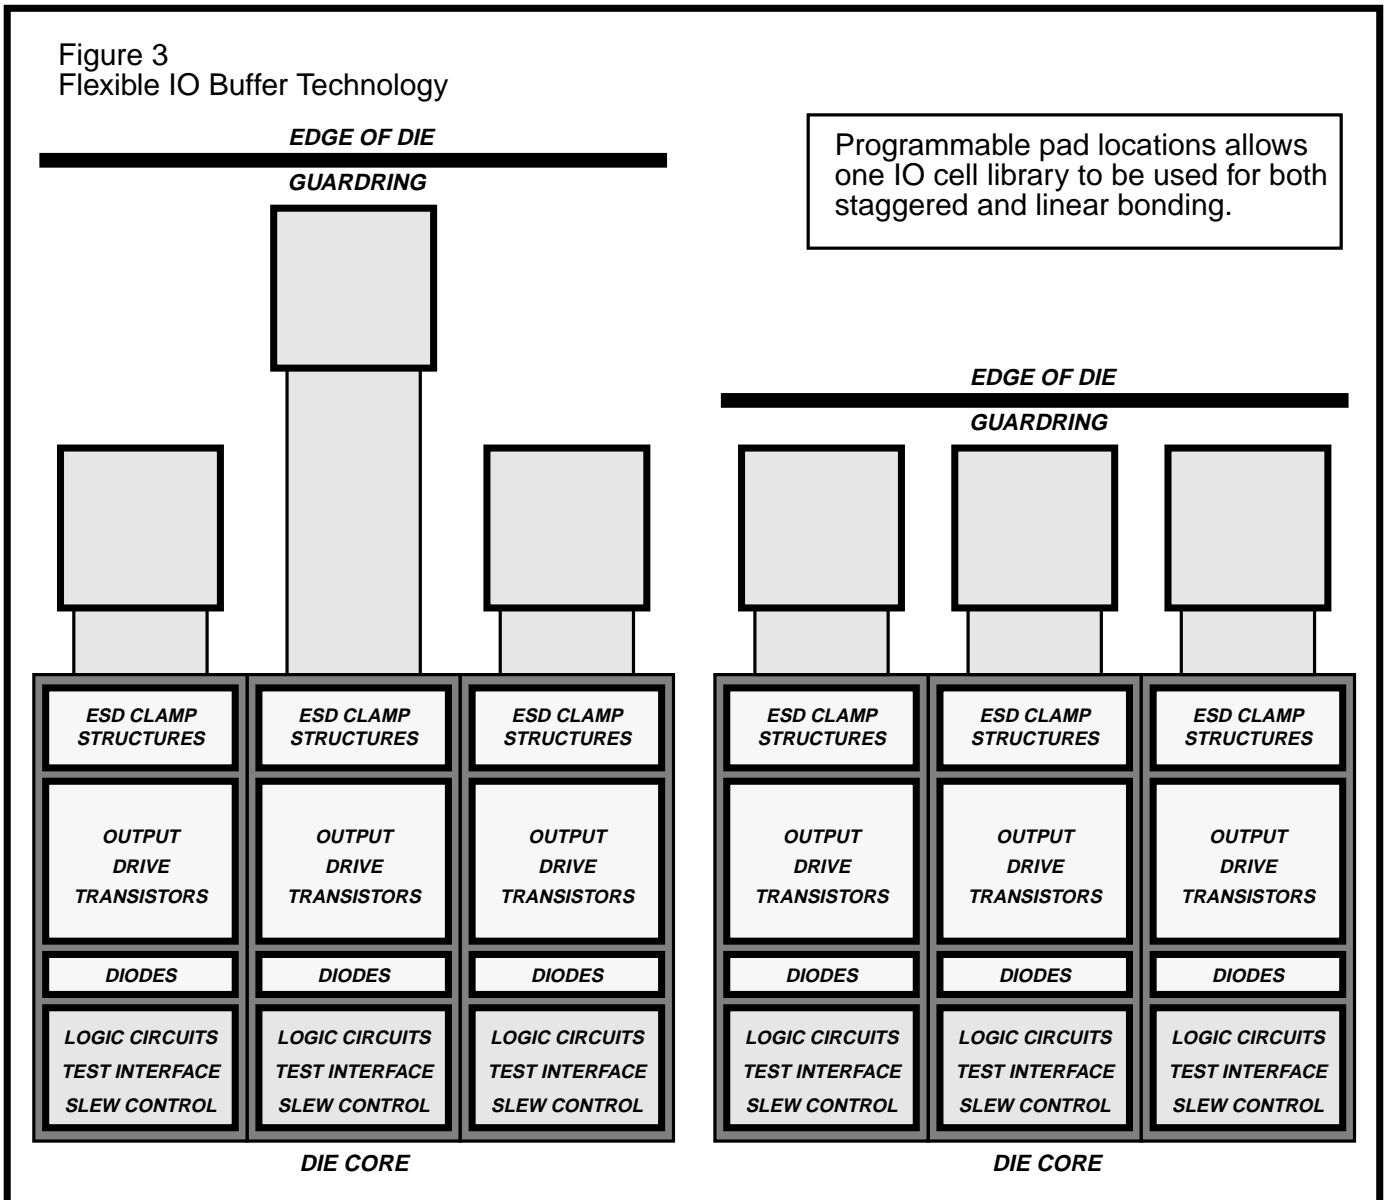 Figure 3
Flexible IO Buffer Technology
Programmable pad locations allows
one IO cell library to be used for both
staggered and linear bonding.
EDGE OF DIE
GUARDRING
ESD CLAMP
STRUCTURES
ESD CLAMP
STRUCTURES
ESD CLAMP
STRUCTURES
OUTPUT
DRIVE
TRANSISTORS
OUTPUT
DRIVE
TRANSISTORS
OUTPUT
DRIVE
TRANSISTORS
DIODES
DIODES
DIODES
LOGIC CIRCUITS
TEST INTERFACE
SLEW CONTROL
LOGIC CIRCUITS
TEST INTERFACE
SLEW CONTROL
LOGIC CIRCUITS
TEST INTERFACE
SLEW CONTROL
DIE CORE
EDGE OF DIE
GUARDRING
ESD CLAMP
STRUCTURES
ESD CLAMP
STRUCTURES
ESD CLAMP
STRUCTURES
OUTPUT
DRIVE
TRANSISTORS
OUTPUT
DRIVE
TRANSISTORS
OUTPUT
DRIVE
TRANSISTORS
DIODES
DIODES
DIODES
LOGIC CIRCUITS
TEST INTERFACE
SLEW CONTROL
LOGIC CIRCUITS
TEST INTERFACE
SLEW CONTROL
LOGIC CIRCUITS
TEST INTERFACE
SLEW CONTROL
DIE CORE